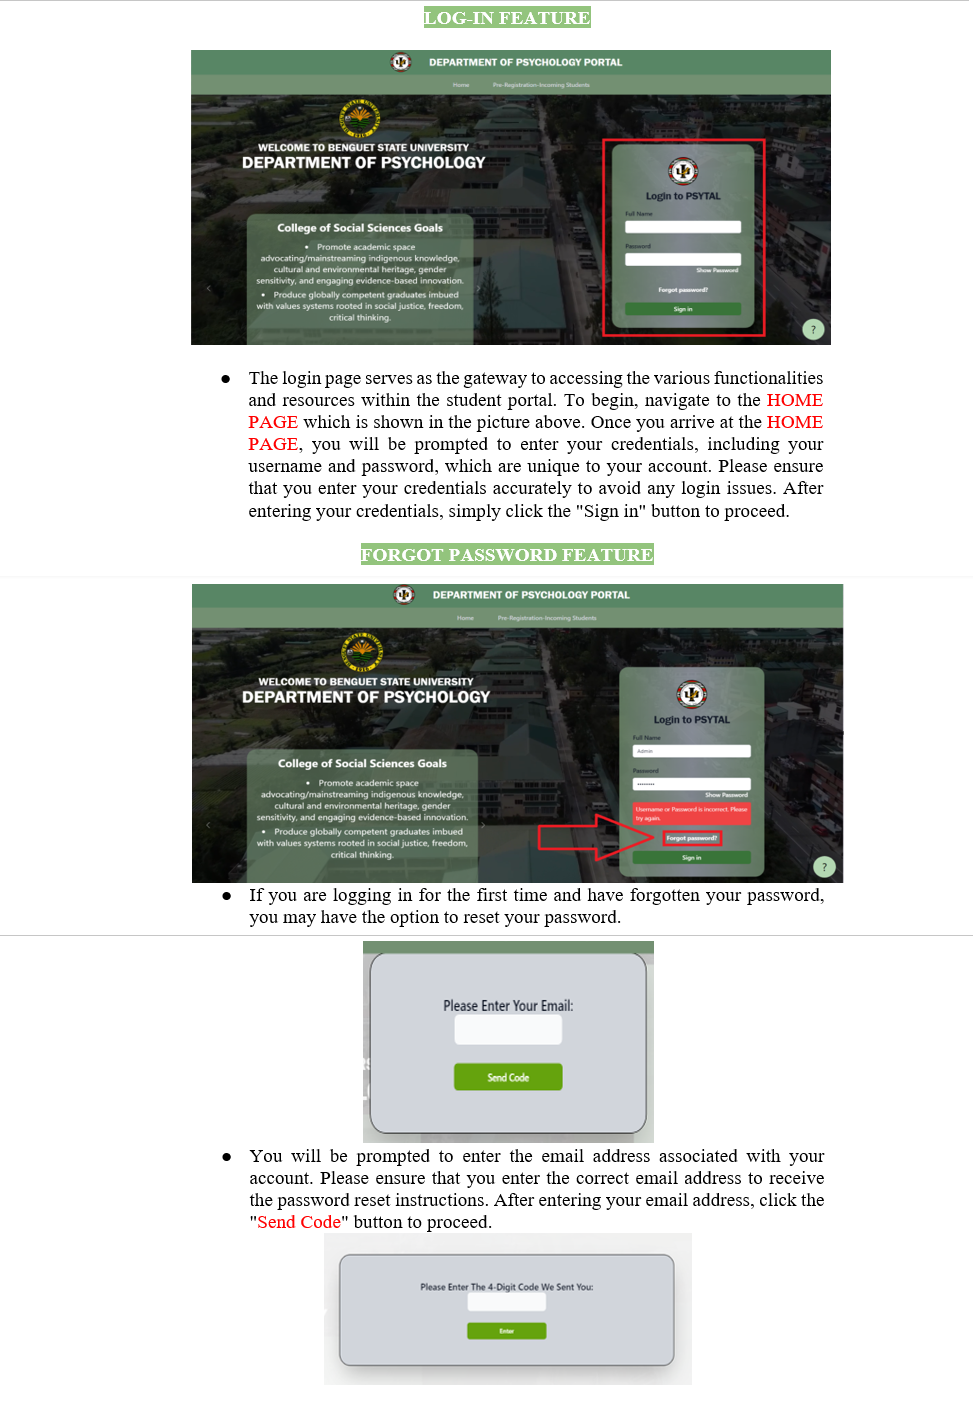 LOG-IN FEATURE
DEPARTMENT OF PSYCHOLOGY PORTAL
Home Pre-Registration-Incoming Students
WELCOME TO BENGUET STATE UNIVERSITY
DEPARTMENT OF PSYCHOLOGY
College of Social Sciences Goals
• Promote academic space
advocating/mainstreaming indigenous knowledge,
cultural and environmental heritage, gender
sensitivity, and engaging evidence-based innovation.
• Produce globally competent graduates imbued
with values systems rooted in social justice, freedom,
critical thinking.
Login to PSYTAL
Full Name
Password
Show Password
Forgot password?
Sign in
?
● The login page serves as the gateway to accessing the various functionalities
and resources within the student portal. To begin, navigate to the HOME
PAGE which is shown in the picture above. Once you arrive at the HOME
PAGE, you will be prompted to enter your credentials, including your
username and password, which are unique to your account. Please ensure
that you enter your credentials accurately to avoid any login issues. After
entering your credentials, simply click the "Sign in" button to proceed.
FORGOT PASSWORD FEATURE
DEPARTMENT OF PSYCHOLOGY PORTAL
Home Pre-Registration-Incoming Students
WELCOME TO BENGUET STATE UNIVERSITY
DEPARTMENT OF PSYCHOLOGY
College of Social Sciences Goals
• Promote academic space
advocating/mainstreaming indigenous knowledge,
cultural and environmental heritage, gender
sensitivity, and engaging evidence-based innovation.
• Produce globally competent graduates imbued
with values systems rooted in social justice, freedom,
critical thinking.
Login to PSYTAL
Full Name
Admin
Password
Show Password
Username or Password is incorrect. Please
try again.
Forgot password?
Sign in
?
● If you are logging in for the first time and have forgotten your password,
you may have the option to reset your password.
Please Enter Your Email:
Send Code
● You will be prompted to enter the email address associated with your
account. Please ensure that you enter the correct email address to receive
the password reset instructions. After entering your email address, click the
"Send Code" button to proceed.
Please Enter The 4-Digit Code We Sent You:
Enter